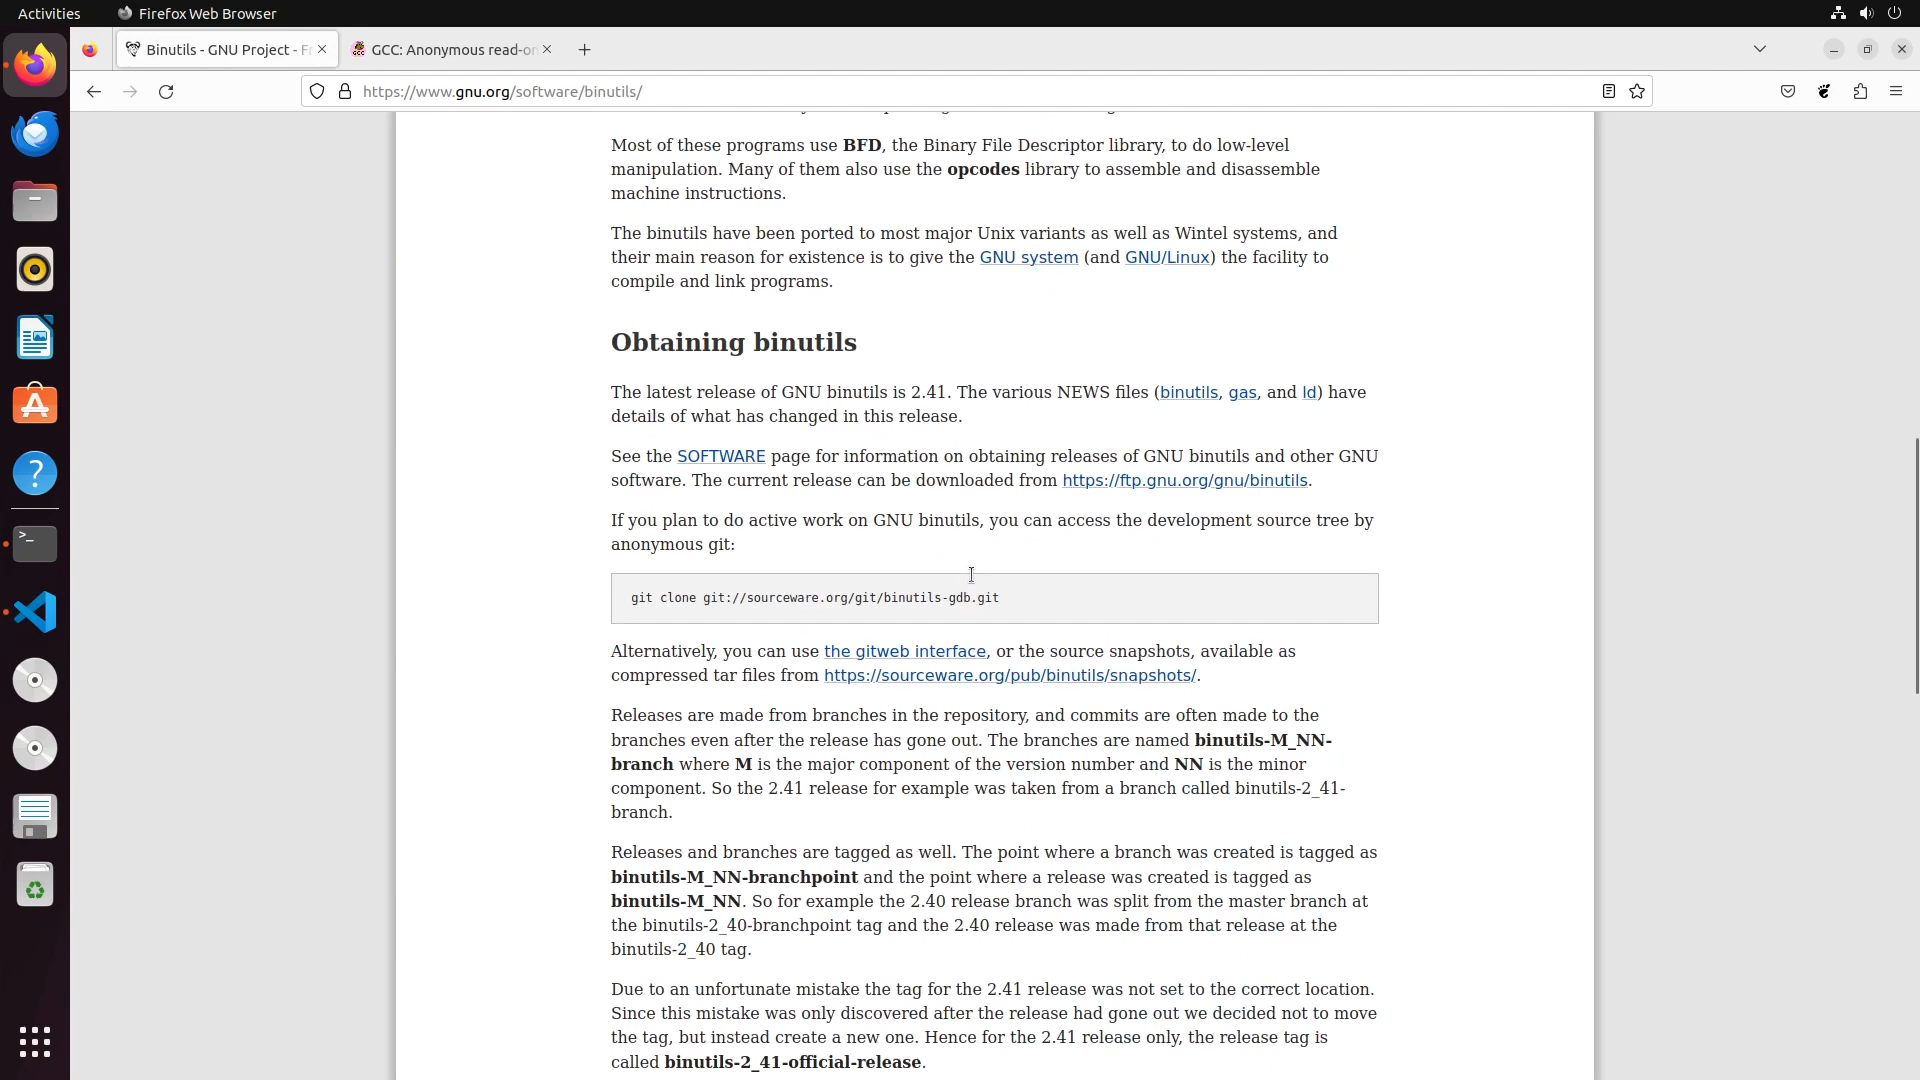 Activities
Firefox Web Browser
Binutils - GNU Project - Fr
GCC: Anonymous read-on
https://www.gnu.org/software/binutils/
Most of these programs use BFD, the Binary File Descriptor library, to do low-level
manipulation. Many of them also use the opcodes library to assemble and disassemble
machine instructions.
The binutils have been ported to most major Unix variants as well as Wintel systems, and
their main reason for existence is to give the GNU system (and GNU/Linux) the facility to
compile and link programs.
Obtaining binutils
The latest release of GNU binutils is 2.41. The various NEWS files (binutils, gas, and ld) have
details of what has changed in this release.
See the SOFTWARE page for information on obtaining releases of GNU binutils and other GNU
software. The current release can be downloaded from https://ftp.gnu.org/gnu/binutils.
If you plan to do active work on GNU binutils, you can access the development source tree by
anonymous git:
git clone git://sourceware.org/git/binutils-gdb.git
Alternatively, you can use the gitweb interface, or the source snapshots, available as
compressed tar files from https://sourceware.org/pub/binutils/snapshots/.
Releases are made from branches in the repository, and commits are often made to the
branches even after the release has gone out. The branches are named binutils-M_NN-
branch where M is the major component of the version number and NN is the minor
component. So the 2.41 release for example was taken from a branch called binutils-2_41-
branch.
Releases and branches are tagged as well. The point where a branch was created is tagged as
binutils-M_NN-branchpoint and the point where a release was created is tagged as
binutils-M_NN. So for example the 2.40 release branch was split from the master branch at
the binutils-2_40-branchpoint tag and the 2.40 release was made from that release at the
binutils-2_40 tag.
Due to an unfortunate mistake the tag for the 2.41 release was not set to the correct location.
Since this mistake was only discovered after the release had gone out we decided not to move
the tag, but instead create a new one. Hence for the 2.41 release only, the release tag is
called binutils-2_41-official-release.